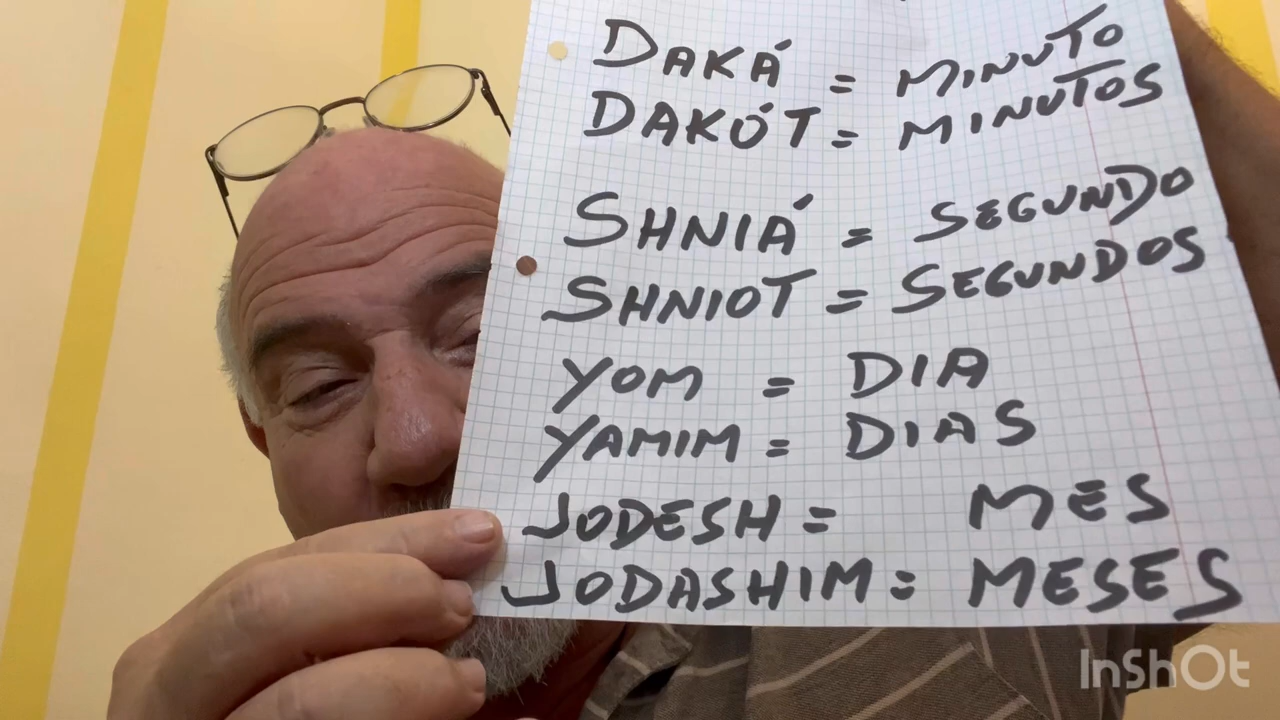 DAKÁ = MINUTO
DAKÓT = MINUTOS
SHNIÁ = SEGUNDO
SHNIOT = SEGUNDOS
YOM = DIA
YAMIM = DIAS
JODESH = MES
JODASHIM = MESES
InShOt